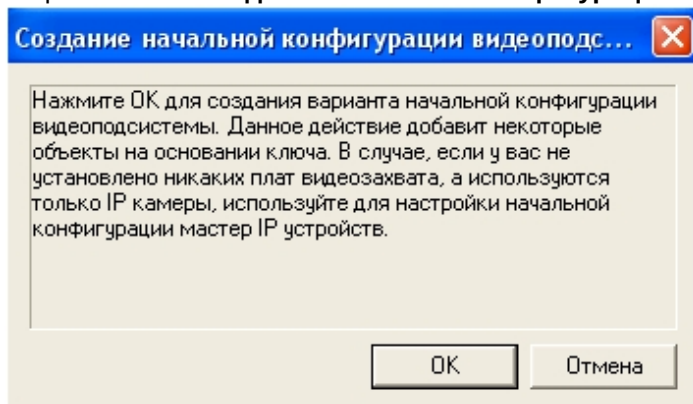 Создание начальной конфигурации видеоподс...
Нажмите OK для создания варианта начальной конфигурации
видеоподсистемы. Данное действие добавит некоторые
объекты на основании ключа. В случае, если у вас не
установлено никаких плат видеозахвата, а используются
только IP камеры, используйте для настройки начальной
конфигурации мастер IP устройств.
OK
Отмена